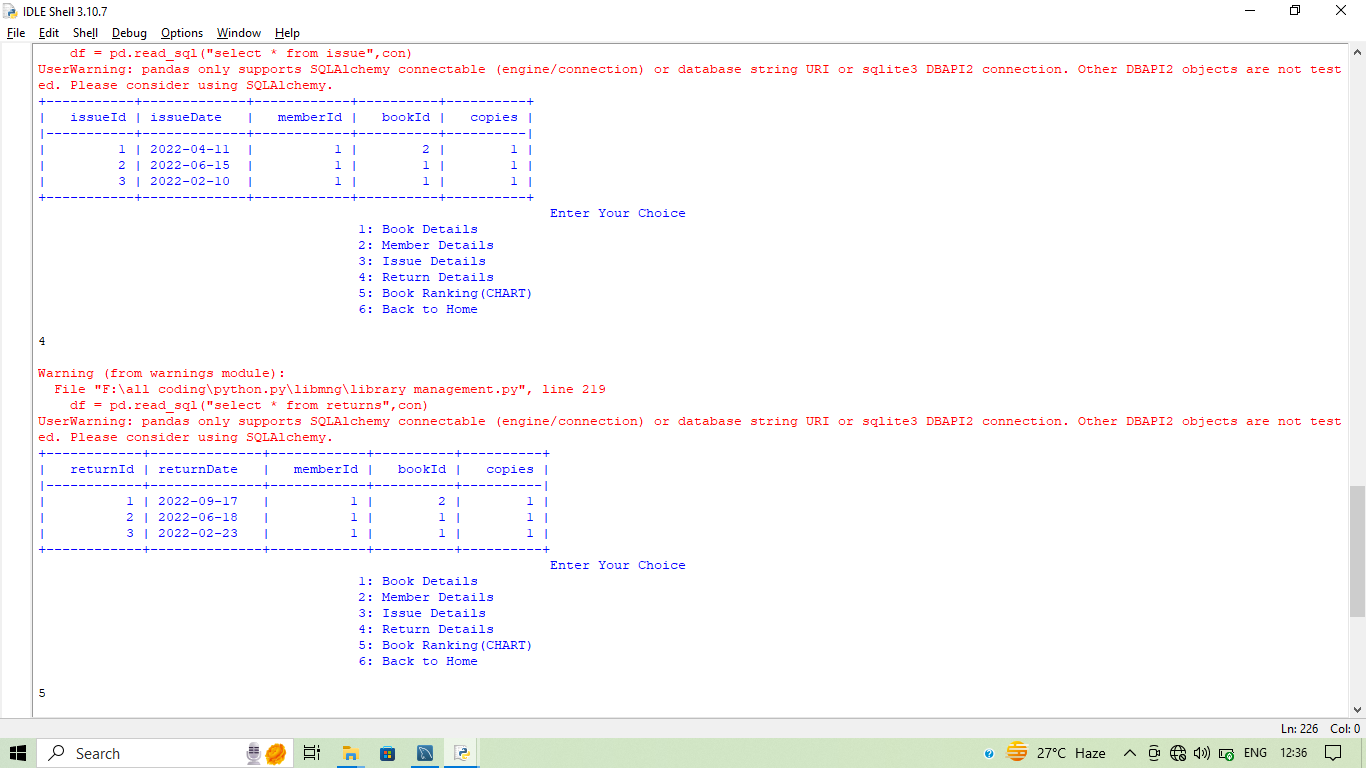 IDLE Shell 3.10.7
File Edit Shell Debug Options Window Help
    df = pd.read_sql("select * from issue",con)
UserWarning: pandas only supports SQLAlchemy connectable (engine/connection) or database string URI or sqlite3 DBAPI2 connection. Other DBAPI2 objects are not test
ed. Please consider using SQLAlchemy.
+-----------+-------------+------------+----------+----------+
|   issueId | issueDate   |   memberId |   bookId |   copies |
|-----------+-------------+------------+----------+----------|
|         1 | 2022-04-11  |          1 |        2 |        1 |
|         2 | 2022-06-15  |          1 |        1 |        1 |
|         3 | 2022-02-10  |          1 |        1 |        1 |
+-----------+-------------+------------+----------+----------+
Enter Your Choice
1: Book Details
2: Member Details
3: Issue Details
4: Return Details
5: Book Ranking(CHART)
6: Back to Home
4
Warning (from warnings module):
  File "F:\all coding\python.py\libmng\library management.py", line 219
    df = pd.read_sql("select * from returns",con)
UserWarning: pandas only supports SQLAlchemy connectable (engine/connection) or database string URI or sqlite3 DBAPI2 connection. Other DBAPI2 objects are not test
ed. Please consider using SQLAlchemy.
+------------+--------------+------------+----------+----------+
|   returnId | returnDate   |   memberId |   bookId |   copies |
|------------+--------------+------------+----------+----------|
|          1 | 2022-09-17   |          1 |        2 |        1 |
|          2 | 2022-06-18   |          1 |        1 |        1 |
|          3 | 2022-02-23   |          1 |        1 |        1 |
+------------+--------------+------------+----------+----------+
Enter Your Choice
1: Book Details
2: Member Details
3: Issue Details
4: Return Details
5: Book Ranking(CHART)
6: Back to Home
5
Ln: 226 Col: 0
Search 27°C Haze ENG 12:36